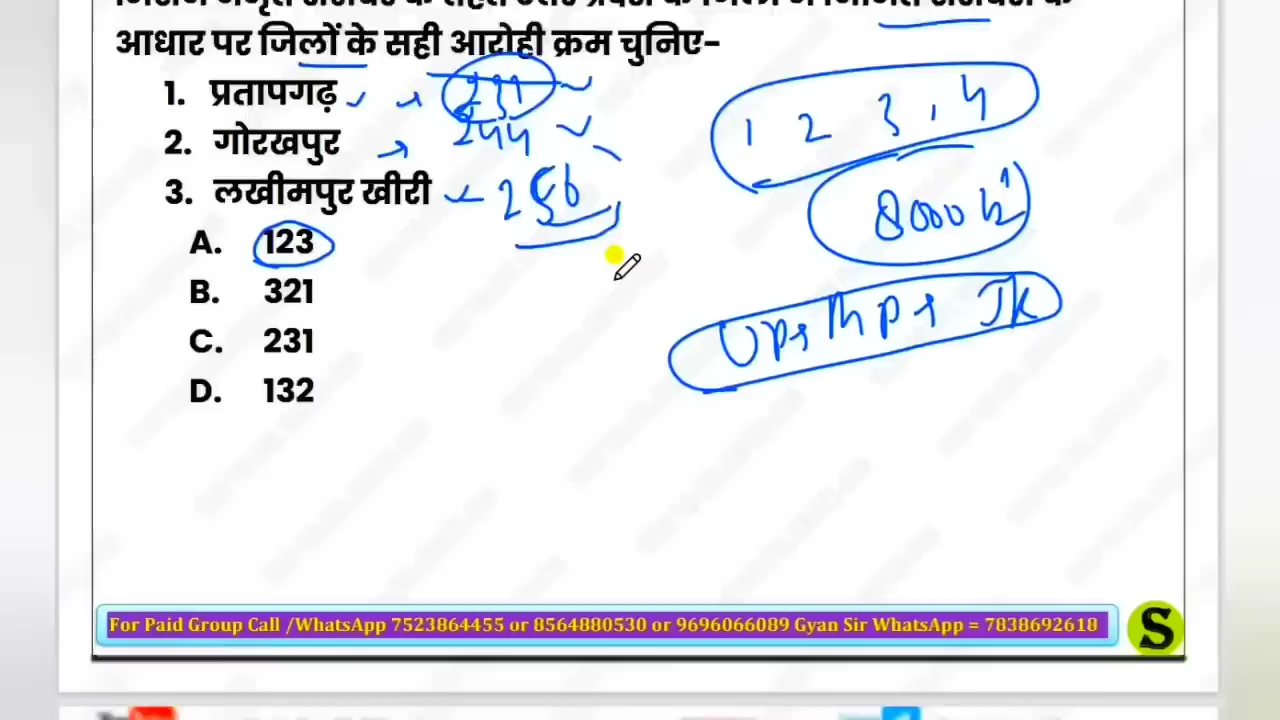 आधार पर जिलों के सही आरोही क्रम चुनिए-
1. प्रतापगढ़ 231
2. गोरखपुर 244
3. लखीमपुर खीरी 256
1 2 3, 4
8000
UP, MP, JK
A. 123
B. 321
C. 231
D. 132
For Paid Group Call /WhatsApp 7523864455 or 8564880530 or 9696066089 Gyan Sir WhatsApp = 7838692618
S